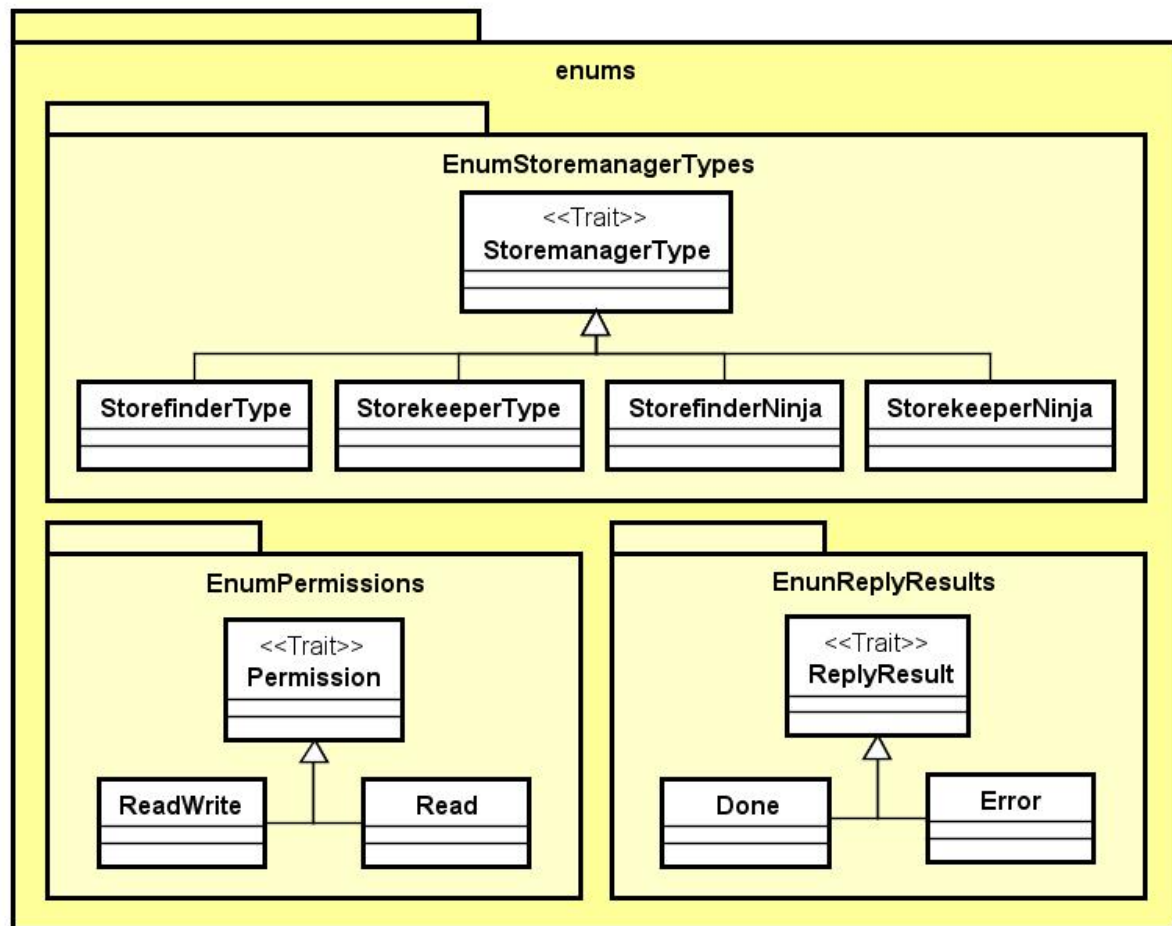 enums
EnumStoremanagerTypes
<<Trait>>
StoremanagerType
StorefinderType
StorekeeperType
StorefinderNinja
StorekeeperNinja
EnumPermissions
<<Trait>>
Permission
ReadWrite
Read
EnunReplyResults
<<Trait>>
ReplyResult
Done
Error